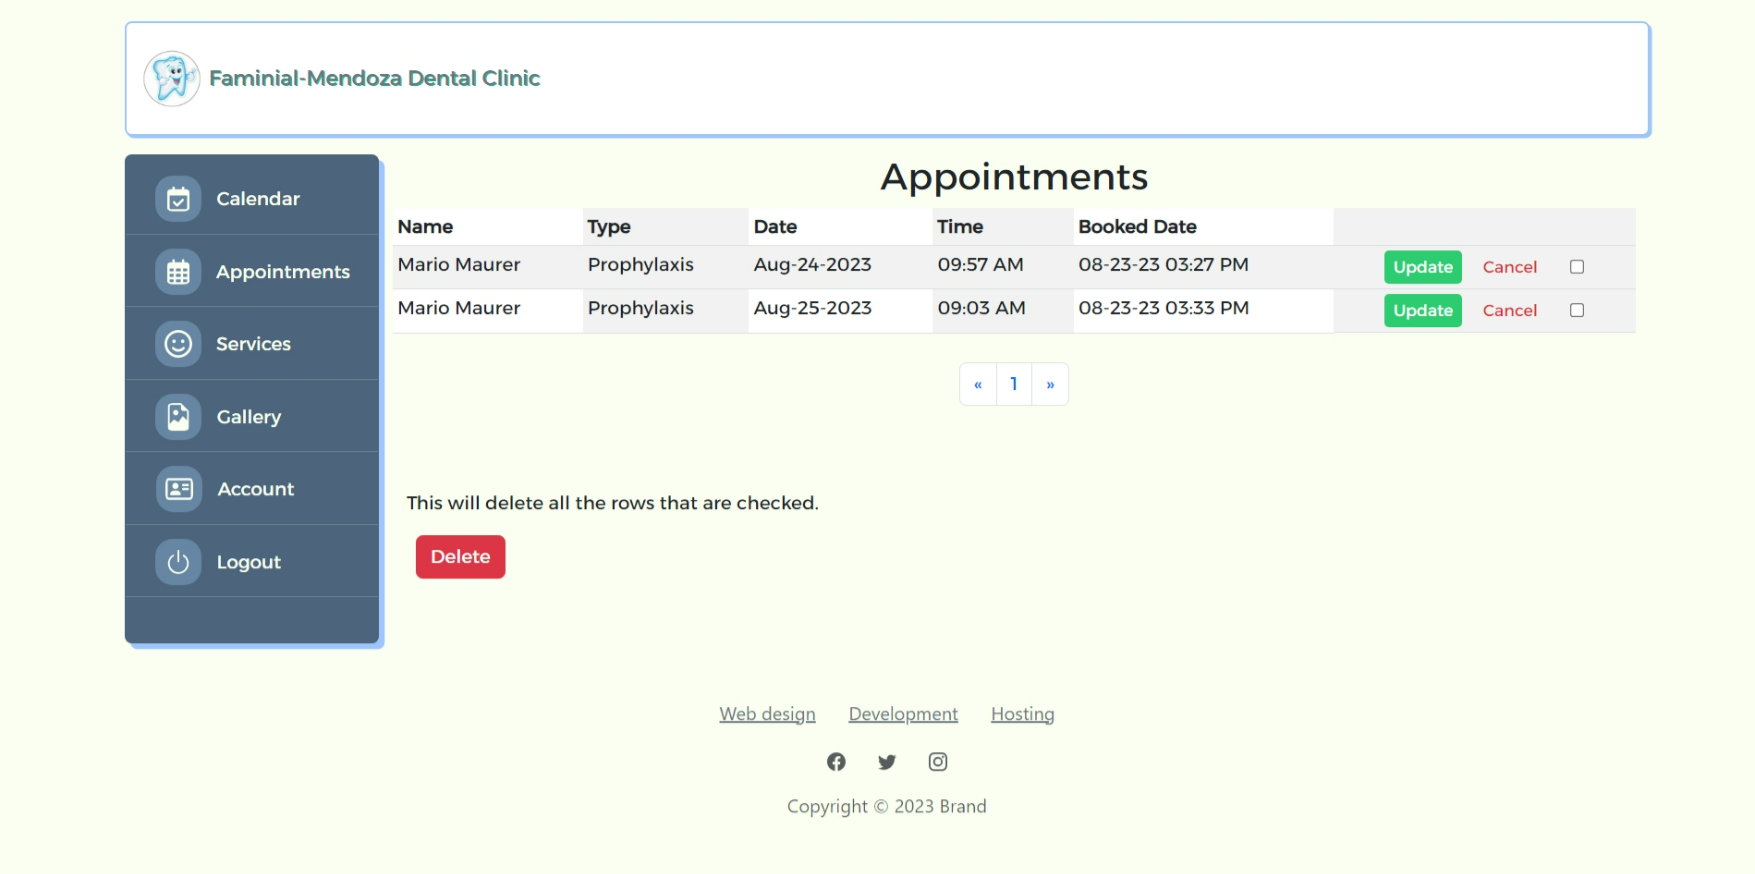 Faminial-Mendoza Dental Clinic
Calendar
Appointments
Services
Gallery
Account
Logout
Appointments
Name Type Date Time Booked Date
Mario Maurer Prophylaxis Aug-24-2023 09:57 AM 08-23-23 03:27 PM Update Cancel
Mario Maurer Prophylaxis Aug-25-2023 09:03 AM 08-23-23 03:33 PM Update Cancel
« 1 »
This will delete all the rows that are checked.
Delete
Web design Development Hosting
Copyright © 2023 Brand